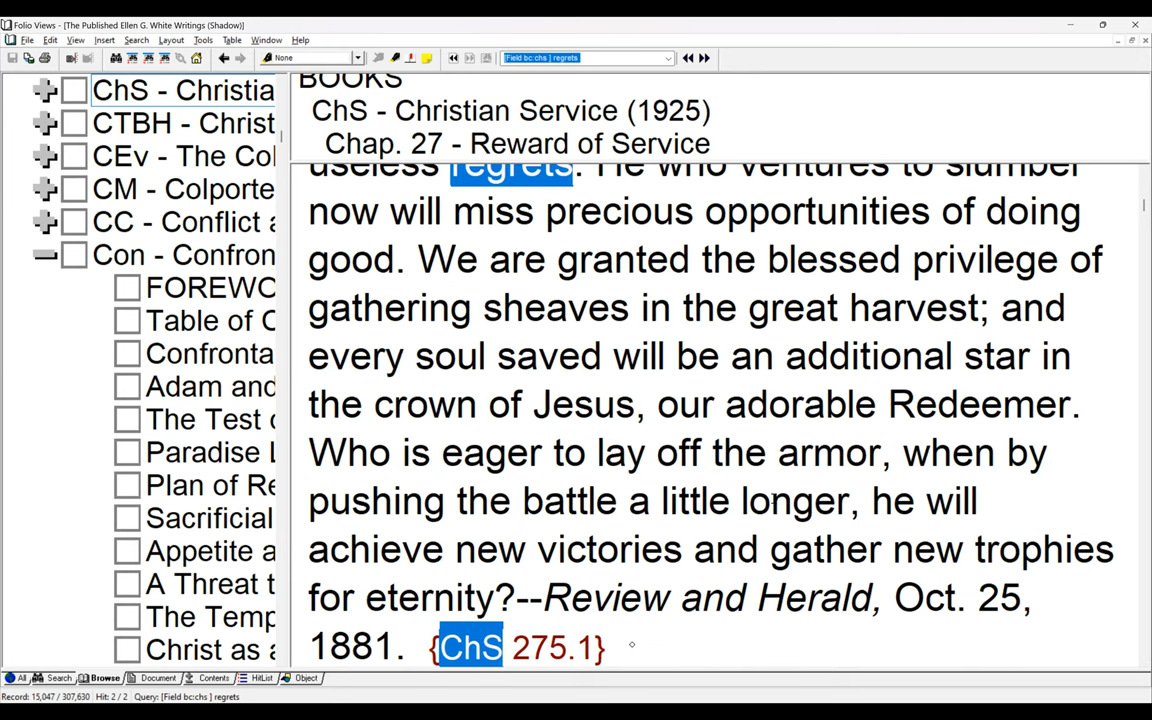 Folio Views - [The Published Ellen G. White Writings (Shadow)]
File Edit View Insert Search Layout Tools Table Window Help
None
[Field bc:chs ] regrets
ChS - Christia
CTBH - Christ
CEv - The Co
CM - Colporte
CC - Conflict a
Con - Confron
FOREWO
Table of C
Confronta
Adam and
The Test o
Paradise L
Plan of Re
Sacrificial
Appetite a
A Threat t
The Temp
Christ as a
BOOKS
ChS - Christian Service (1925)
Chap. 27 - Reward of Service
useless regrets. He who ventures to slumber
now will miss precious opportunities of doing
good. We are granted the blessed privilege of
gathering sheaves in the great harvest; and
every soul saved will be an additional star in
the crown of Jesus, our adorable Redeemer.
Who is eager to lay off the armor, when by
pushing the battle a little longer, he will
achieve new victories and gather new trophies
for eternity?--Review and Herald, Oct. 25,
1881. {ChS 275.1}
All Search Browse Document Contents HitList Object
Record: 15,047 / 307,630 Hit: 2 / 2 Query: [Field bc:chs ] regrets